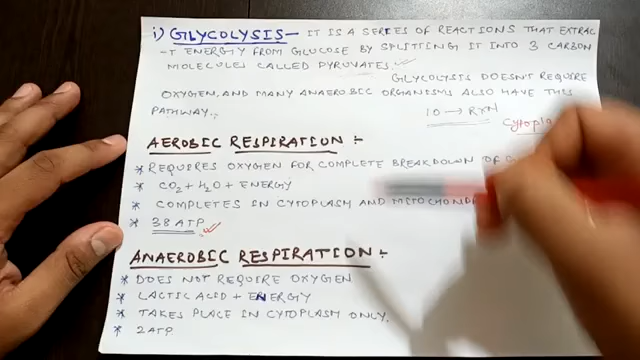 i) GLYCOLYSIS - IT IS A SERIES OF REACTIONS THAT EXTRAC
-T ENERGY FROM GLUCOSE BY SPLITING IT INTO 3 CARBON
MOLECULES CALLED PYRUVATES.
GLYCOLYSIS DOESN'T REQUIRE
OXYGEN, AND MANY ANAEROBIC ORGANISMS ALSO HAVE THIS
PATHWAY.
10 → RXN
AEROBIC RESPIRATION :-
* REQUIRES OXYGEN FOR COMPLETE BREAKDOWN OF
* CO2 + H2O + ENERGY
* COMPLETES IN CYTOPLASM AND
* 38 ATP
ANAEROBIC RESPIRATION :-
* DOES NOT REQUIRE OXYGEN
* LACTIC ACID + ENERGY
* TAKES PLACE IN CYTOPLASM ONLY.
* 2 ATP